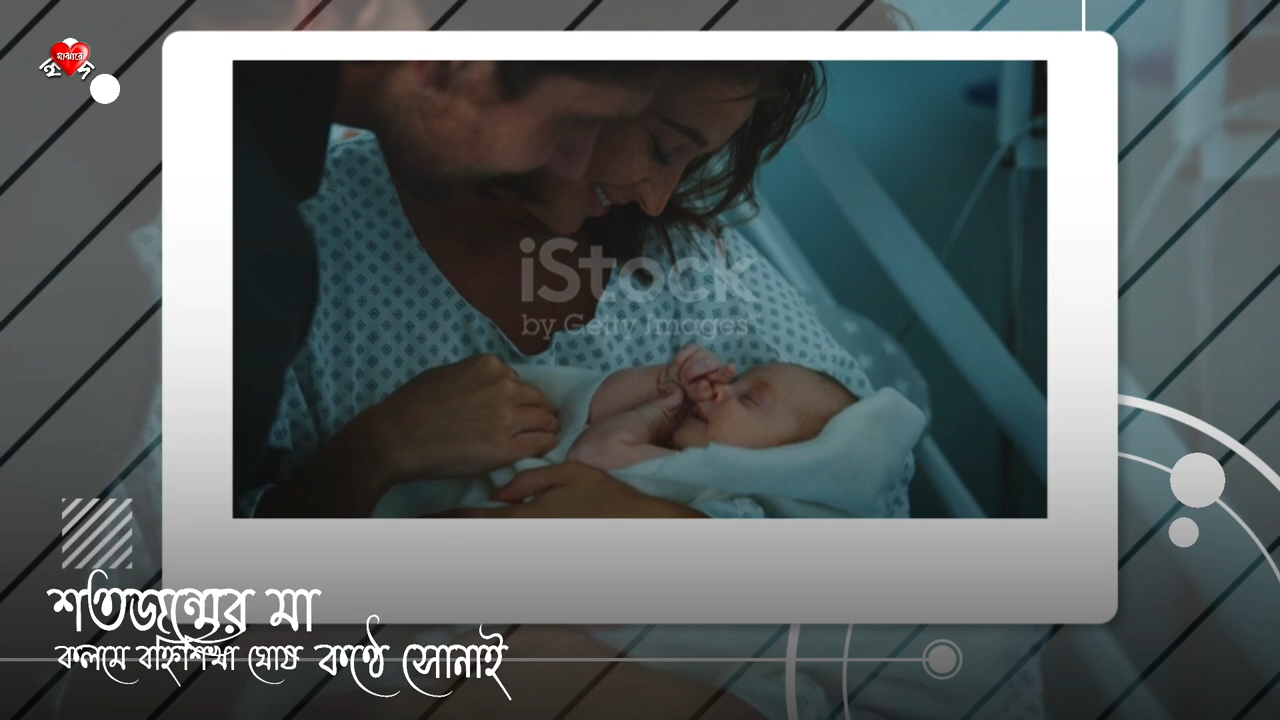 মাঝারে
iStock
by Getty Images
শতজন্মের মা
কলমে বহ্নিশিখা ঘোষ কণ্ঠে সোনাই